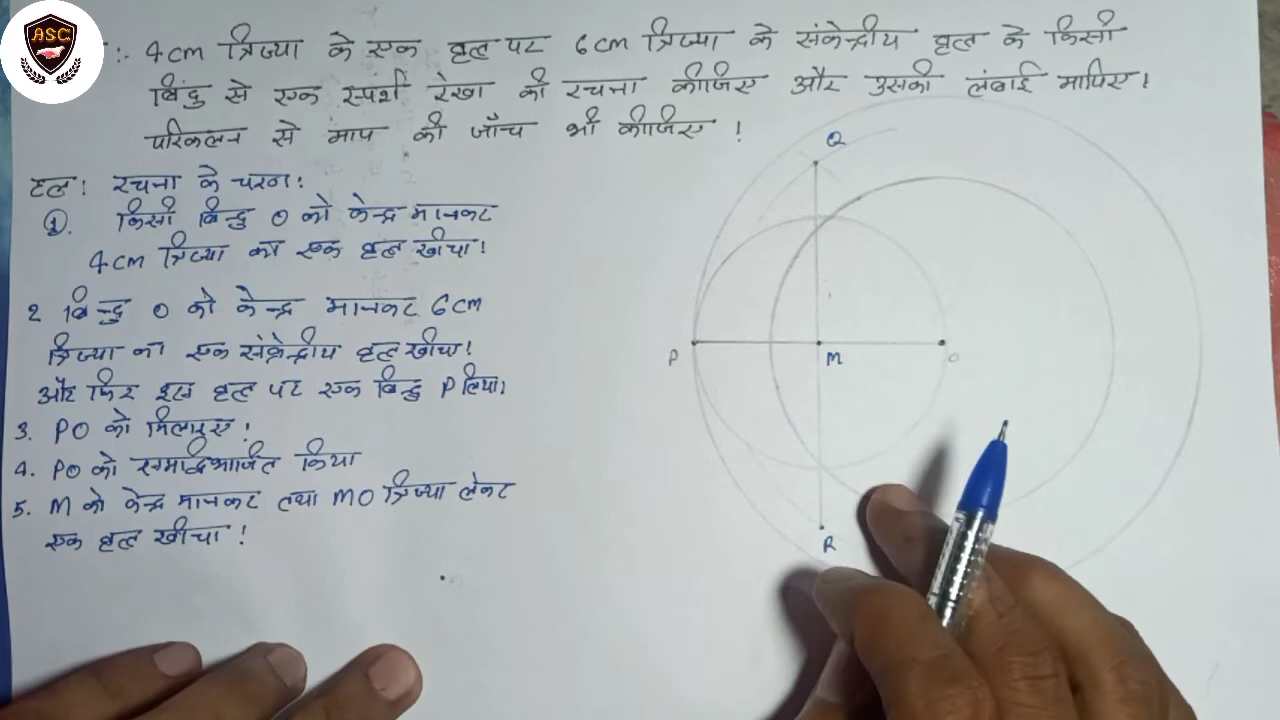 ASC
:- 4cm त्रिज्या के एक वृत्त पर 6cm त्रिज्या के संकेन्द्रीय वृत्त के किसी
बिंदु से एक स्पर्श रेखा की रचना कीजिए और उसकी लंबाई मापिए।
परिकलन से माप की जाँच भी कीजिए !
हल। रचना के चरण:
①. किसी बिन्दु O को केन्द्र मानकर
4cm त्रिज्या का एक वृत्त खींचा!
2 बिन्दु O को केन्द्र मानकर 6cm
त्रिज्या का एक संकेन्द्रीय वृत्त खींचा!
और फिर इस वृत्त पर एक बिन्दु P लिया।
3. PO को मिलाइए!
4. PO को समद्विभाजित किया
5. M को केन्द्र मानकर तथा MO त्रिज्या लेकर
एक वृत्त खींचा!
Q
P
M
O
R